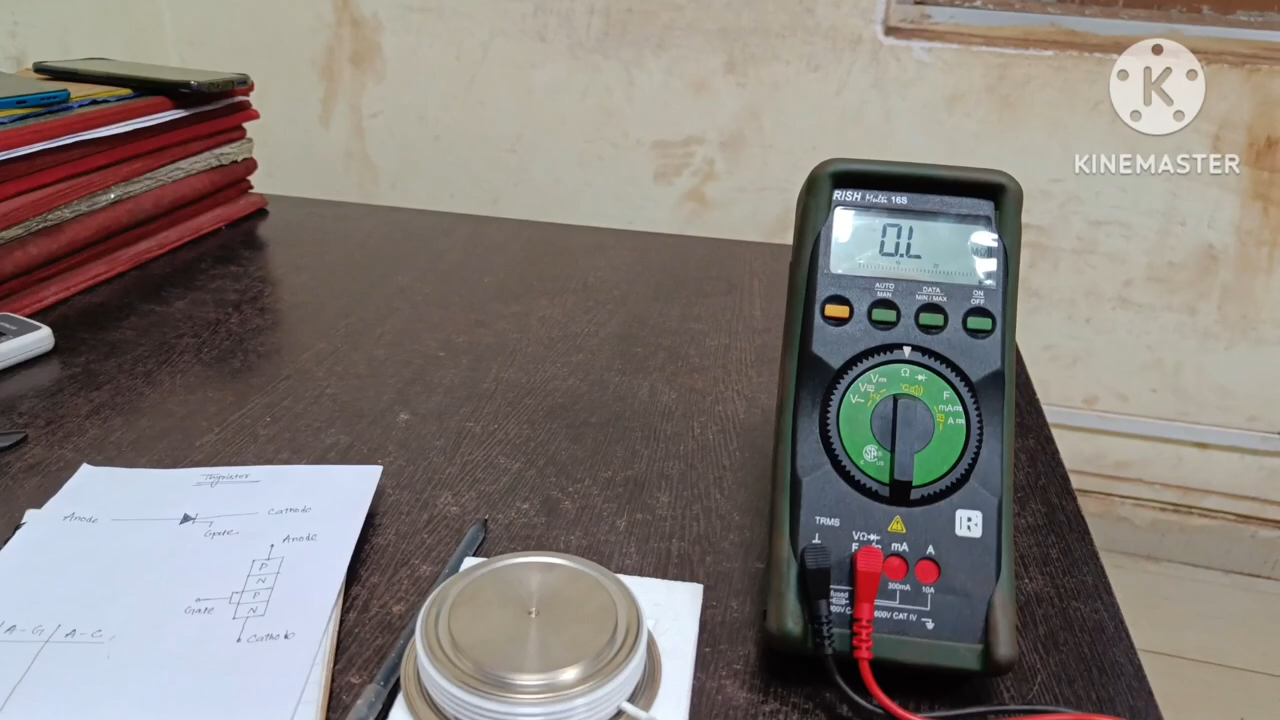 KINEMASTER
RISH Multi 16S
0.L
AUTO
MAN
DATA
MIN / MAX
ON
OFF
Ω
V
V
V~
°C
F
mA
A
TRMS
VΩ
F
mA
A
300mA
10A
fused
600V CAT IV
Thyristor
Anode
Cathode
Gate
Anode
P
N
P
N
Gate
Cathode
A-G / A-C